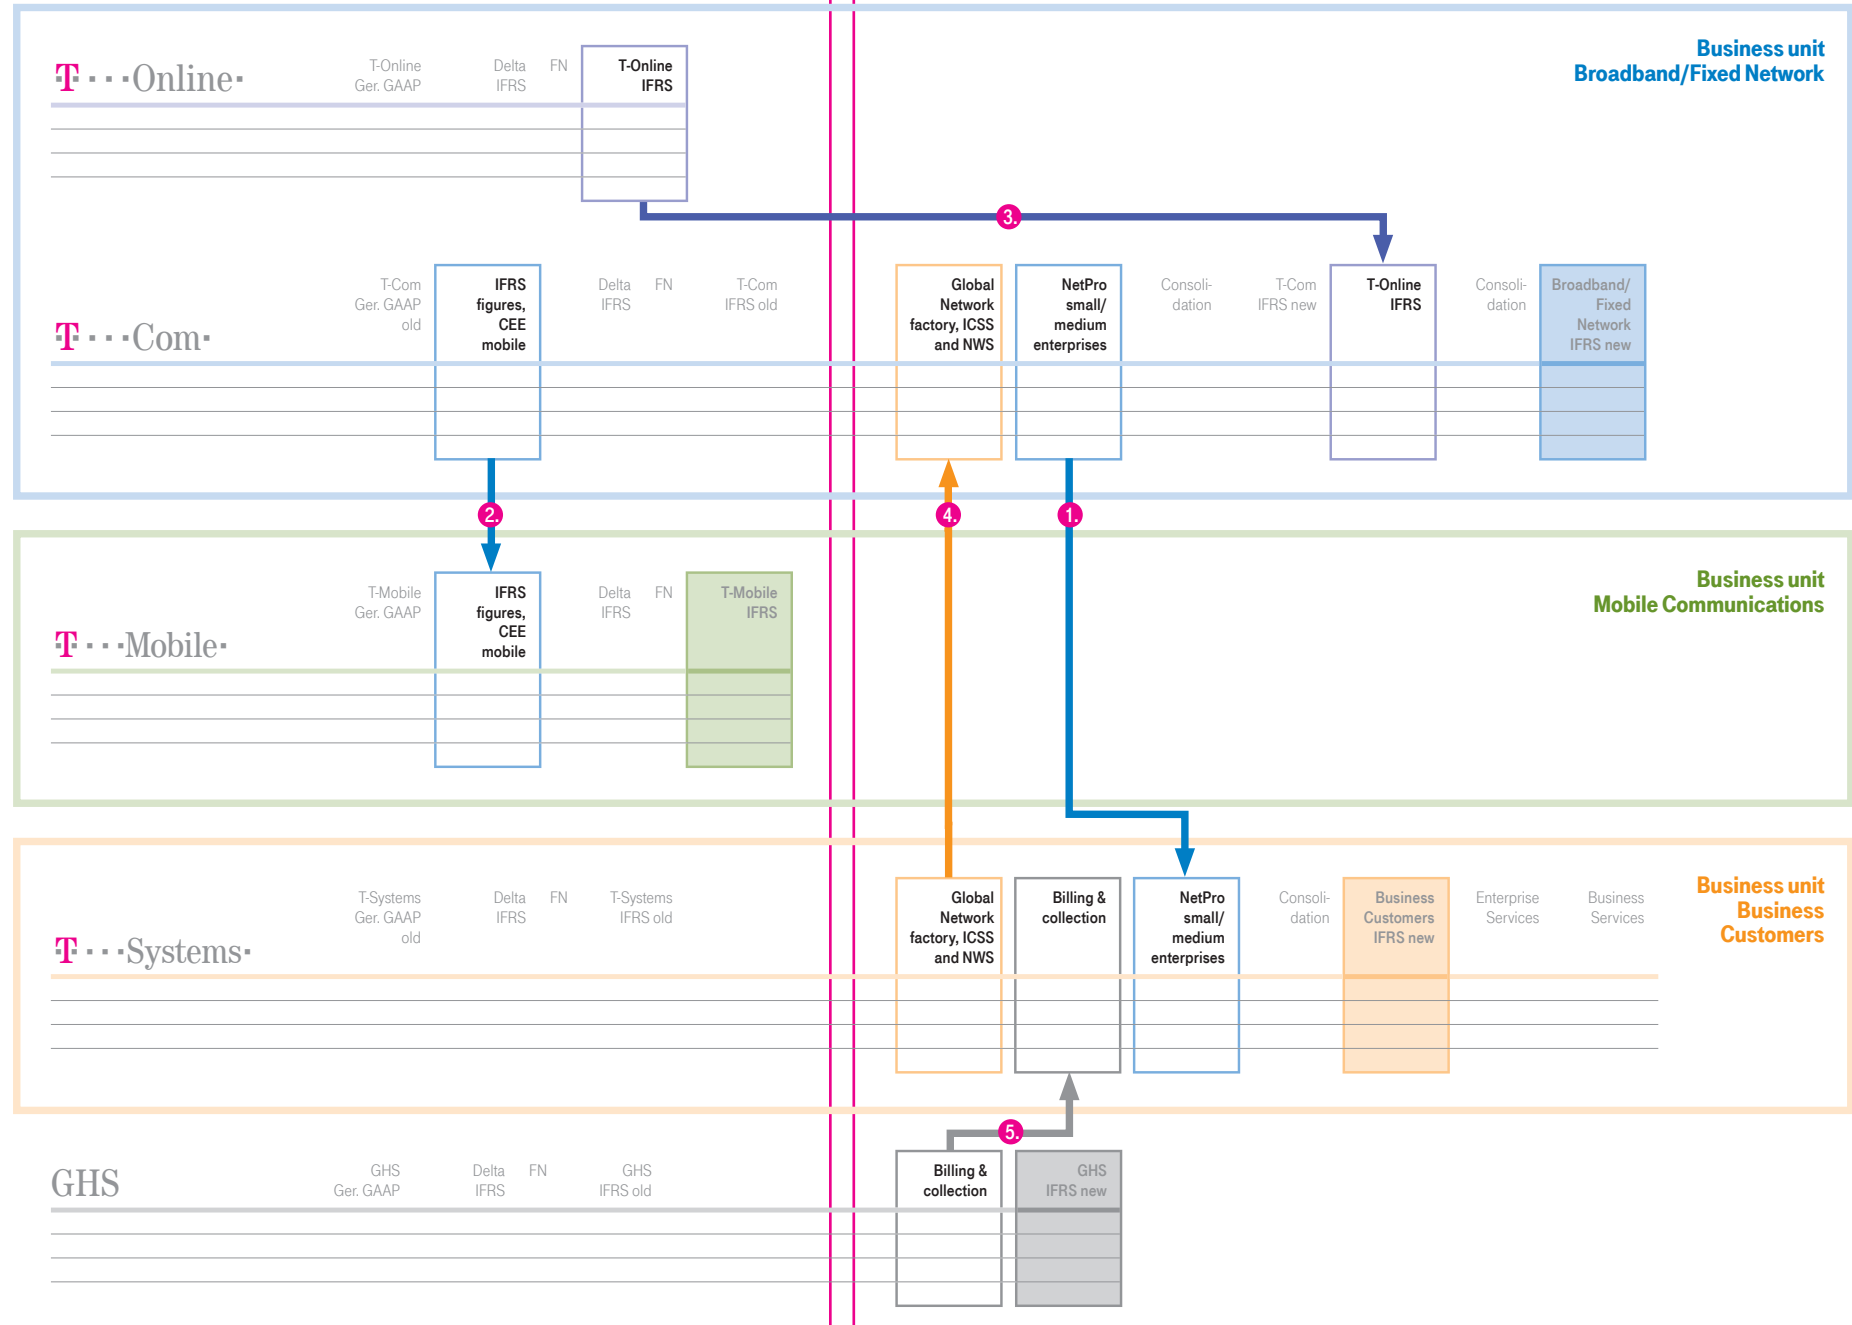 Business unit
Broadband/Fixed Network
T···Online·
T-Online
Ger. GAAP
Delta
IFRS
FN
T-Online
IFRS
3.
T···Com·
T-Com
Ger. GAAP
old
IFRS
figures,
CEE
mobile
Delta
IFRS
FN
T-Com
IFRS old
Global
Network
factory, ICSS
and NWS
NetPro
small/
medium
enterprises
Consoli-
dation
T-Com
IFRS new
T-Online
IFRS
Consoli-
dation
Broadband/
Fixed
Network
IFRS new
2.
4.
1.
Business unit
Mobile Communications
T···Mobile·
T-Mobile
Ger. GAAP
IFRS
figures,
CEE
mobile
Delta
IFRS
FN
T-Mobile
IFRS
Business unit
Business
Customers
T···Systems·
T-Systems
Ger. GAAP
old
Delta
IFRS
FN
T-Systems
IFRS old
Global
Network
factory, ICSS
and NWS
Billing &
collection
NetPro
small/
medium
enterprises
Consoli-
dation
Business
Customers
IFRS new
Enterprise
Services
Business
Services
5.
GHS
GHS
Ger. GAAP
Delta
IFRS
FN
GHS
IFRS old
Billing &
collection
GHS
IFRS new